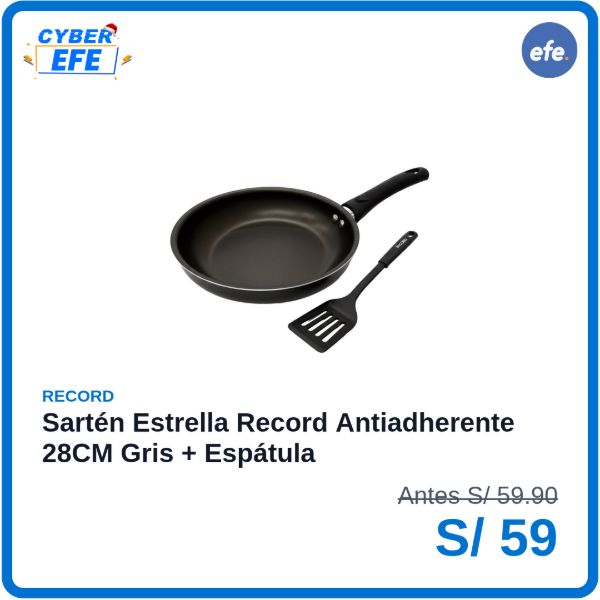 CYBER
EFE
efe.
RECORD
Sartén Estrella Record Antiadherente
28CM Gris + Espátula
Antes S/ 59.90
S/ 59